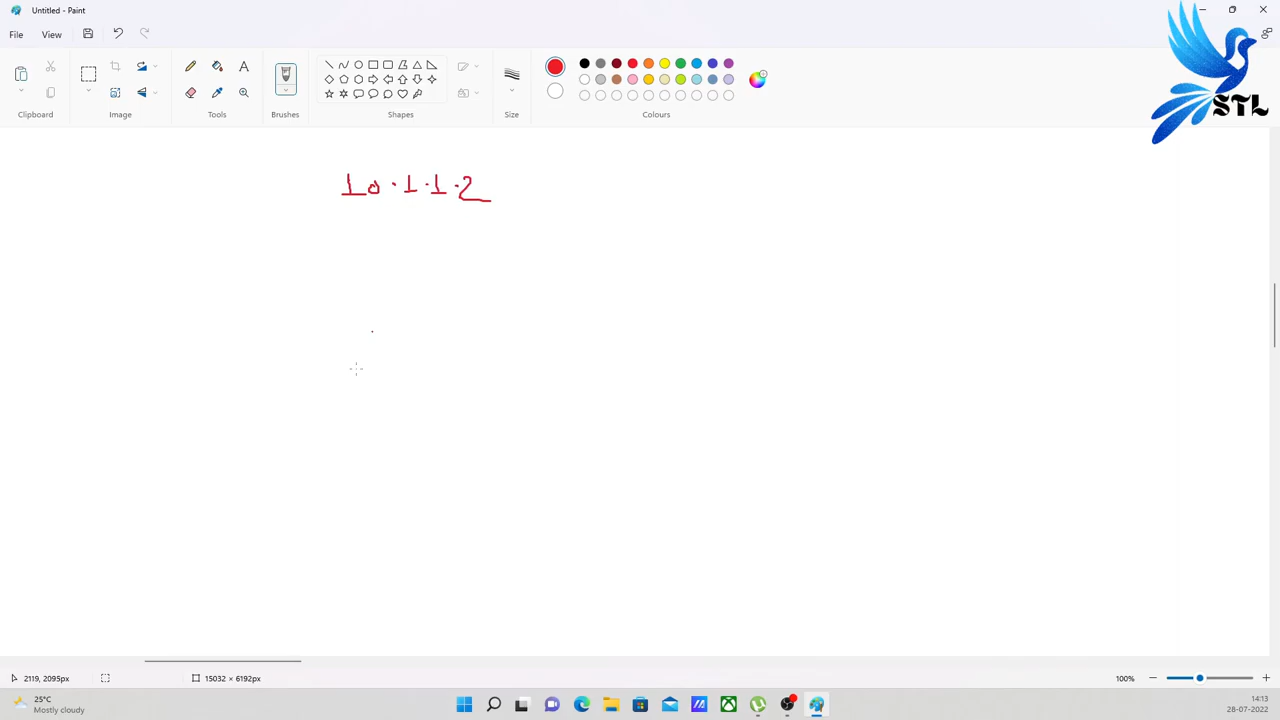 Untitled - Paint
File View
Clipboard Image Tools Brushes Shapes Size Colours
STL
10.1.1.2
2119, 2095px 15032 × 6192px 100%
25°C 14:13
Mostly cloudy 28-07-2022